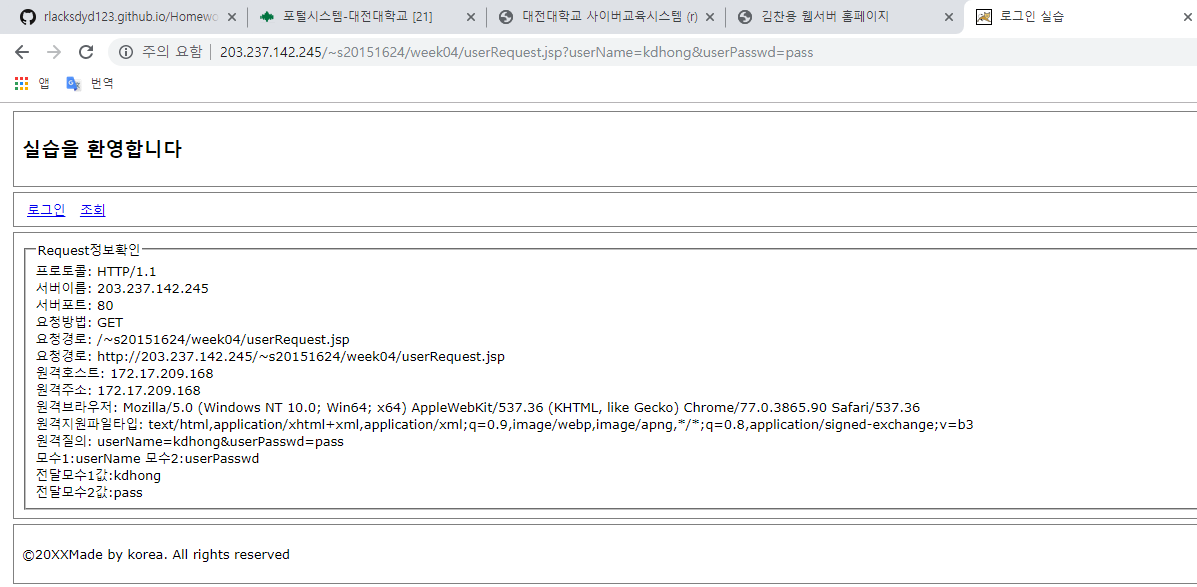 rlacksdyd123.github.io/Homewo
포털시스템-대전대학교 [21]
대전대학교 사이버교육시스템 (r)
김찬용 웹서버 홈페이지
로그인 실습
주의 요함 | 203.237.142.245/~s20151624/week04/userRequest.jsp?userName=kdhong&userPasswd=pass
앱 번역
실습을 환영합니다
로그인 조회
Request정보확인
프로토콜: HTTP/1.1
서버이름: 203.237.142.245
서버포트: 80
요청방법: GET
요청경로: /~s20151624/week04/userRequest.jsp
요청경로: http://203.237.142.245/~s20151624/week04/userRequest.jsp
원격호스트: 172.17.209.168
원격주소: 172.17.209.168
원격브라우저: Mozilla/5.0 (Windows NT 10.0; Win64; x64) AppleWebKit/537.36 (KHTML, like Gecko) Chrome/77.0.3865.90 Safari/537.36
원격지원파일타입: text/html,application/xhtml+xml,application/xml;q=0.9,image/webp,image/apng,*/*;q=0.8,application/signed-exchange;v=b3
원격질의: userName=kdhong&userPasswd=pass
모수1:userName 모수2:userPasswd
전달모수1값:kdhong
전달모수2값:pass
©20XXMade by korea. All rights reserved